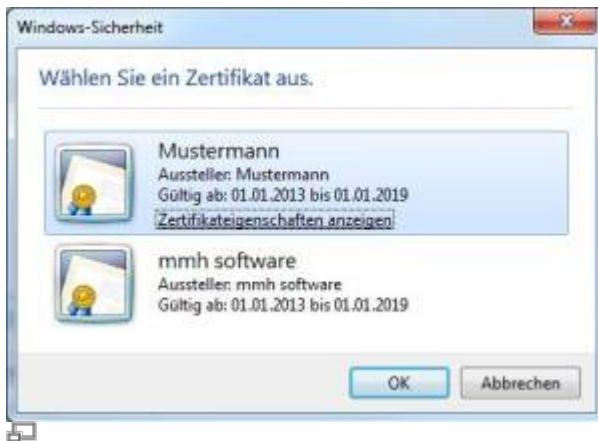 Windows-Sicherheit
Wählen Sie ein Zertifikat aus.
Mustermann
Aussteller: Mustermann
Gültig ab: 01.01.2013 bis 01.01.2019
Zertifikateigenschaften anzeigen
mmh software
Aussteller: mmh software
Gültig ab: 01.01.2013 bis 01.01.2019
OK Abbrechen